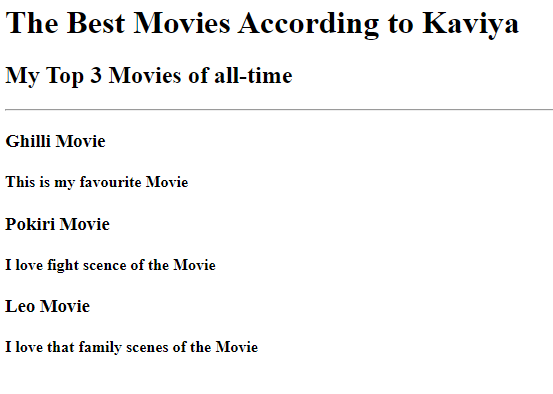 The Best Movies According to Kaviya
My Top 3 Movies of all-time
Ghilli Movie
This is my favourite Movie
Pokiri Movie
I love fight scence of the Movie
Leo Movie
I love that family scenes of the Movie